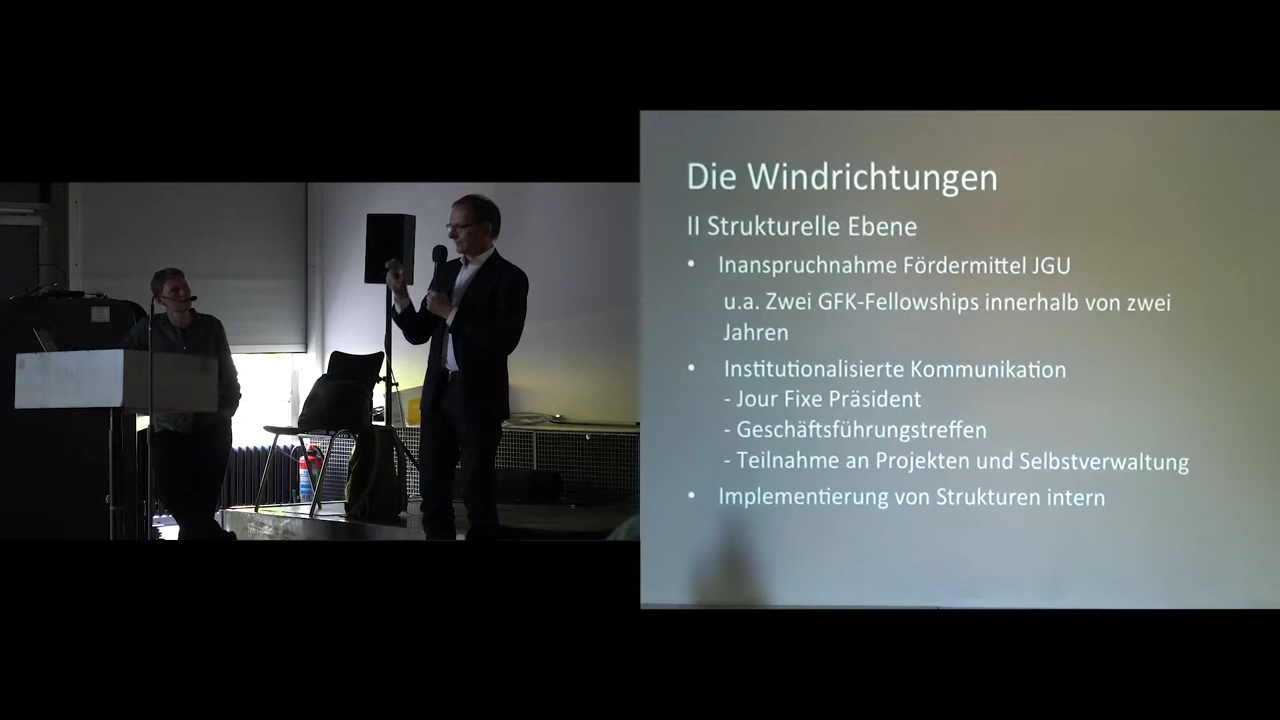 Die Windrichtungen
II Strukturelle Ebene
• Inanspruchnahme Fördermittel JGU
u.a. Zwei GFK-Fellowships innerhalb von zwei
Jahren
• Institutionalisierte Kommunikation
- Jour Fixe Präsident
- Geschäftsführungstreffen
- Teilnahme an Projekten und Selbstverwaltung
• Implementierung von Strukturen intern